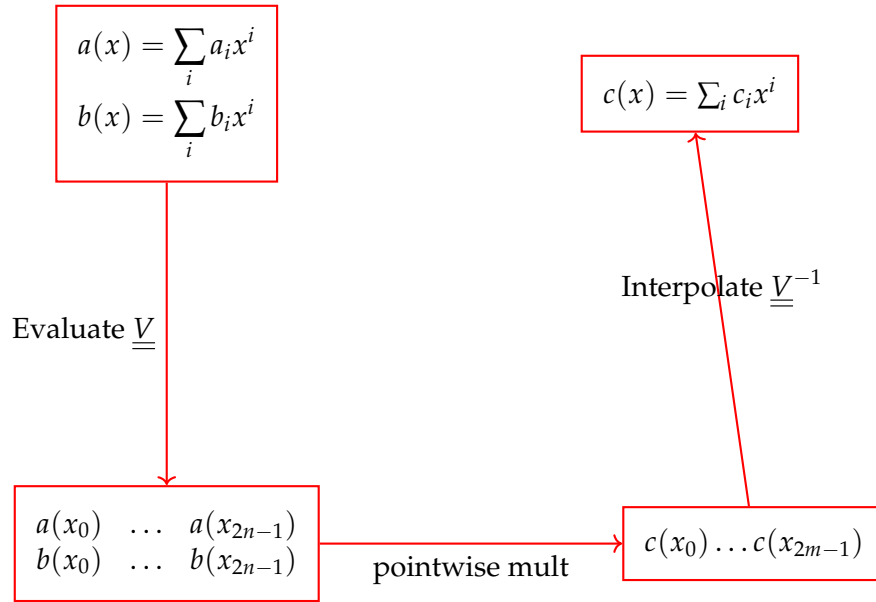 a(x) = ∑_i a_i x^i
b(x) = ∑_i b_i x^i
c(x) = ∑_i c_i x^i
Evaluate V
Interpolate V^{-1}
a(x_0) … a(x_{2n−1})
b(x_0) … b(x_{2n−1})
pointwise mult
c(x_0) … c(x_{2m−1})